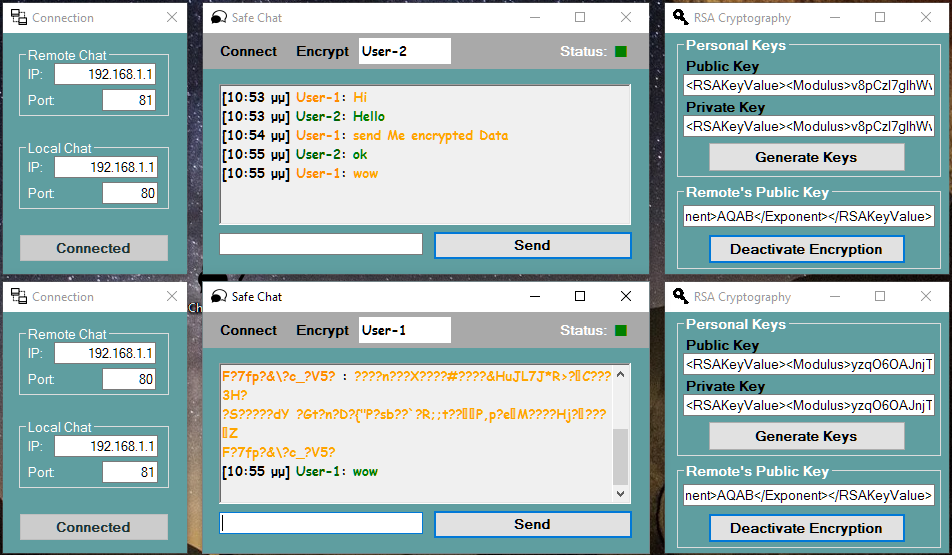 Connection
Remote Chat
IP: 192.168.1.1
Port: 81
Local Chat
IP: 192.168.1.1
Port: 80
Connected
Safe Chat
Connect Encrypt User-2 Status:
[10:53 μμ] User-1: Hi
[10:53 μμ] User-2: Hello
[10:54 μμ] User-1: send Me encrypted Data
[10:55 μμ] User-2: ok
[10:55 μμ] User-1: wow
Send
RSA Cryptography
Personal Keys
Public Key
<RSAKeyValue><Modulus>v8pCzl7glhWv
Private Key
<RSAKeyValue><Modulus>v8pCzl7glhWv
Generate Keys
Remote's Public Key
nent>AQAB</Exponent></RSAKeyValue>
Deactivate Encryption
Connection
Remote Chat
IP: 192.168.1.1
Port: 80
Local Chat
IP: 192.168.1.1
Port: 81
Connected
Ch
Safe Chat
Connect Encrypt User-1 Status:
F?7fp?&\?c_?V5? : ????n???X????#????&HuJL7J*R>?C???
3H?
?S?????dY ?Gt?n?D?{"P?sb??`?R;;t??P,p?eM????Hj????
Z
F?7fp?&\?c_?V5?
[10:55 μμ] User-1: wow
Send
RSA Cryptography
Personal Keys
Public Key
<RSAKeyValue><Modulus>yzqO6OAJnjT
Private Key
<RSAKeyValue><Modulus>yzqO6OAJnjT
Generate Keys
Remote's Public Key
nent>AQAB</Exponent></RSAKeyValue>
Deactivate Encryption